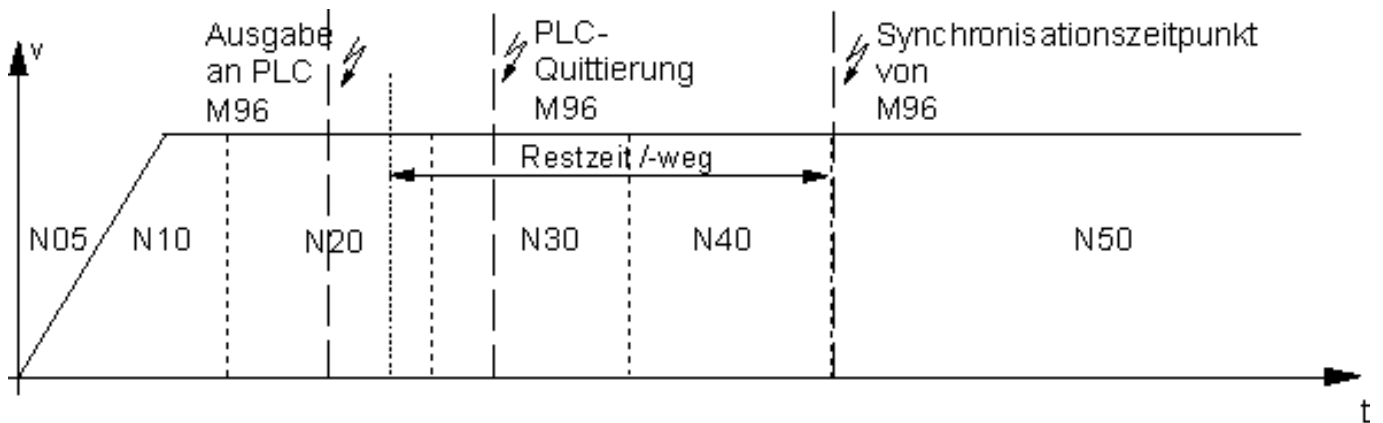 v
Ausgabe
an PLC
M96
PLC-
Quittierung
M96
Synchronisationszeitpunkt
von
M96
Restzeit /-weg
N05
N10
N20
N30
N40
N50
t